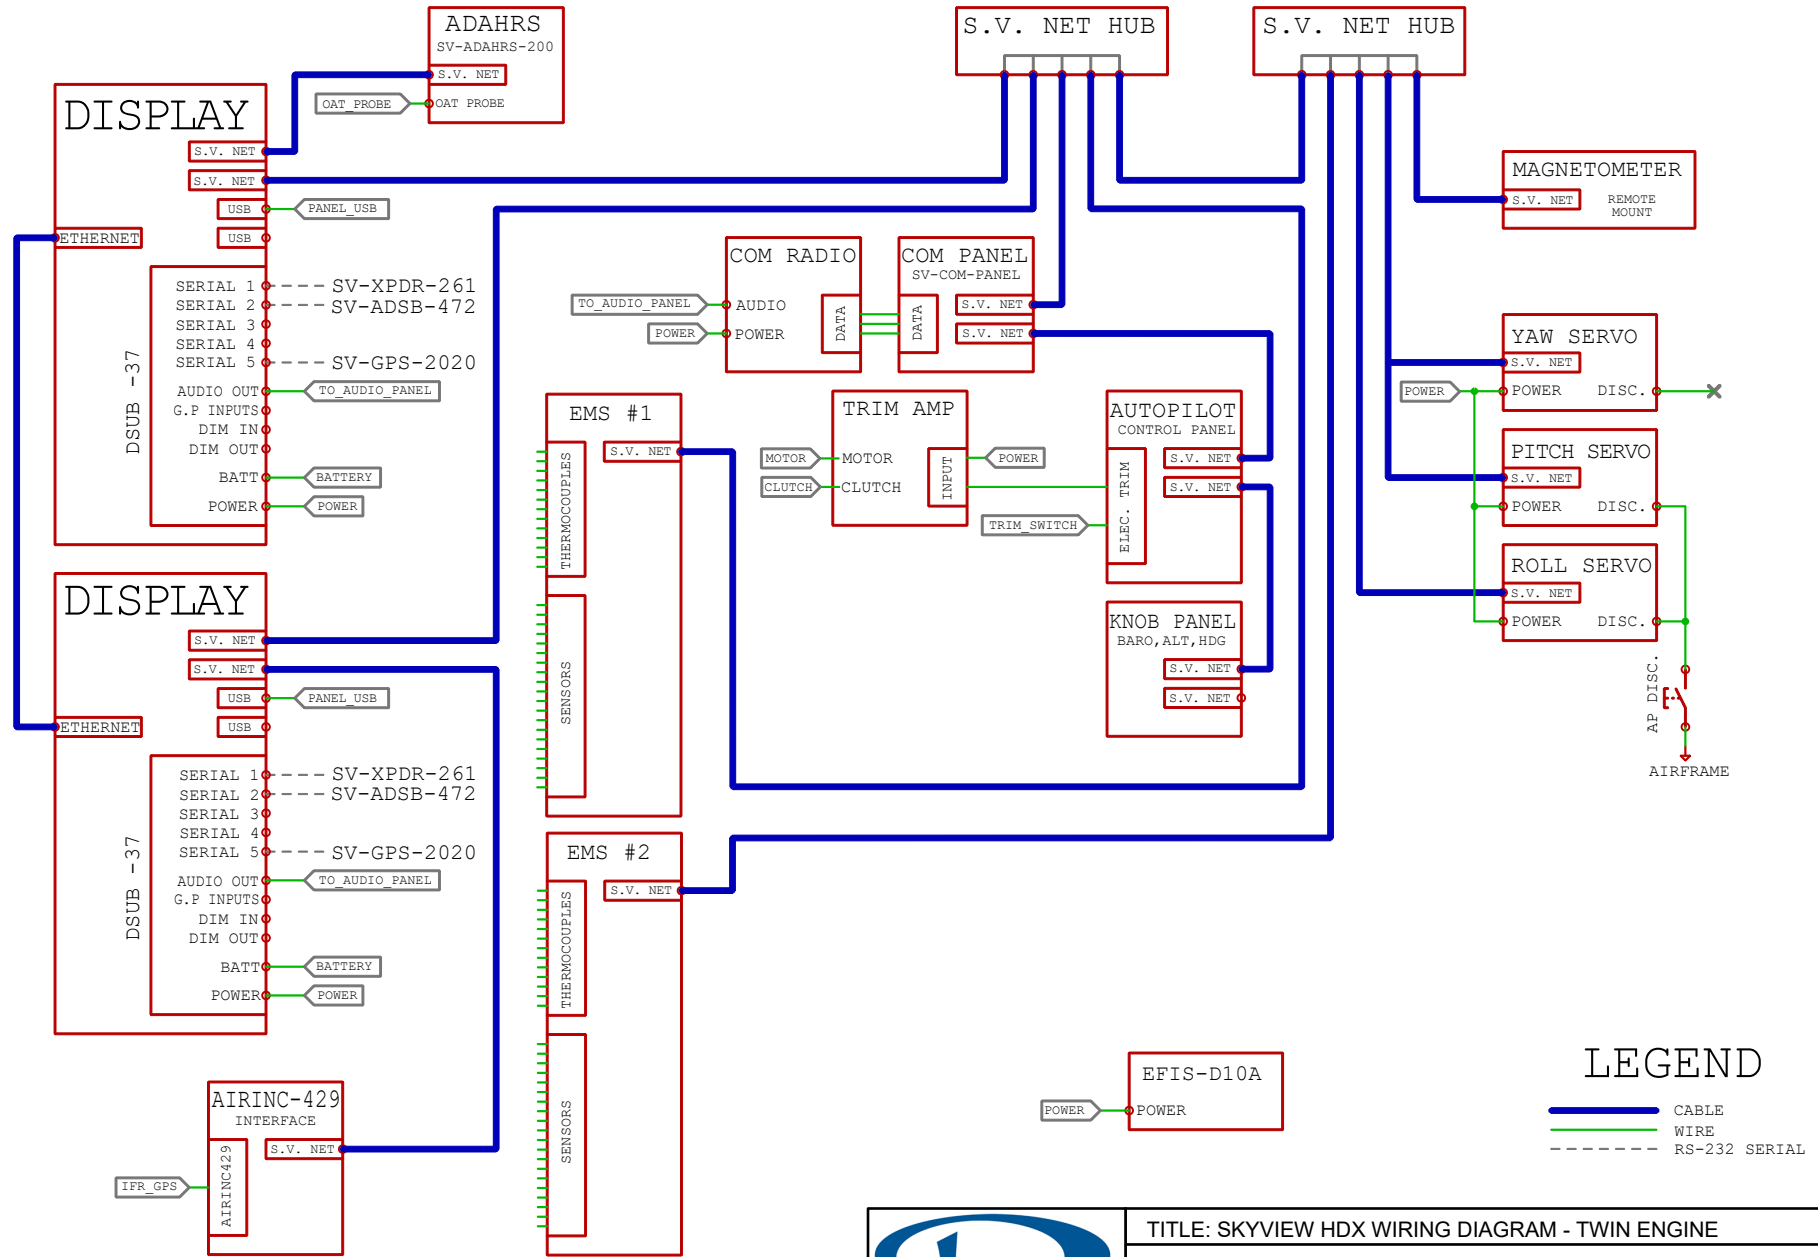 ADAHRS
SV-ADAHRS-200
S.V. NET
OAT_PROBE
OAT PROBE
S.V. NET HUB
S.V. NET HUB
DISPLAY
S.V. NET
S.V. NET
USB
PANEL_USB
USB
ETHERNET
DSUB -37
SERIAL 1
SV-XPDR-261
SERIAL 2
SV-ADSB-472
SERIAL 3
SERIAL 4
SERIAL 5
SV-GPS-2020
AUDIO OUT
TO_AUDIO_PANEL
G.P INPUTS
DIM IN
DIM OUT
BATT
BATTERY
POWER
POWER
DISPLAY
S.V. NET
S.V. NET
USB
PANEL_USB
USB
ETHERNET
DSUB -37
SERIAL 1
SV-XPDR-261
SERIAL 2
SV-ADSB-472
SERIAL 3
SERIAL 4
SERIAL 5
SV-GPS-2020
AUDIO OUT
TO_AUDIO_PANEL
G.P INPUTS
DIM IN
DIM OUT
BATT
BATTERY
POWER
POWER
AIRINC-429
INTERFACE
S.V. NET
AIRINC429
IFR_GPS
COM RADIO
TO_AUDIO_PANEL
AUDIO
POWER
POWER
DATA
COM PANEL
SV-COM-PANEL
DATA
S.V. NET
S.V. NET
EMS #1
S.V. NET
THERMOCOUPLES
SENSORS
EMS #2
S.V. NET
THERMOCOUPLES
SENSORS
TRIM AMP
MOTOR
MOTOR
CLUTCH
CLUTCH
INPUT
POWER
TRIM_SWITCH
AUTOPILOT
CONTROL PANEL
S.V. NET
S.V. NET
ELEC. TRIM
KNOB PANEL
BARO,ALT,HDG
S.V. NET
S.V. NET
MAGNETOMETER
S.V. NET
REMOTE
MOUNT
YAW SERVO
S.V. NET
POWER
POWER
DISC.
PITCH SERVO
S.V. NET
POWER
DISC.
ROLL SERVO
S.V. NET
POWER
DISC.
AP DISC.
AIRFRAME
EFIS-D10A
POWER
POWER
LEGEND
CABLE
WIRE
RS-232 SERIAL
TITLE: SKYVIEW HDX WIRING DIAGRAM - TWIN ENGINE